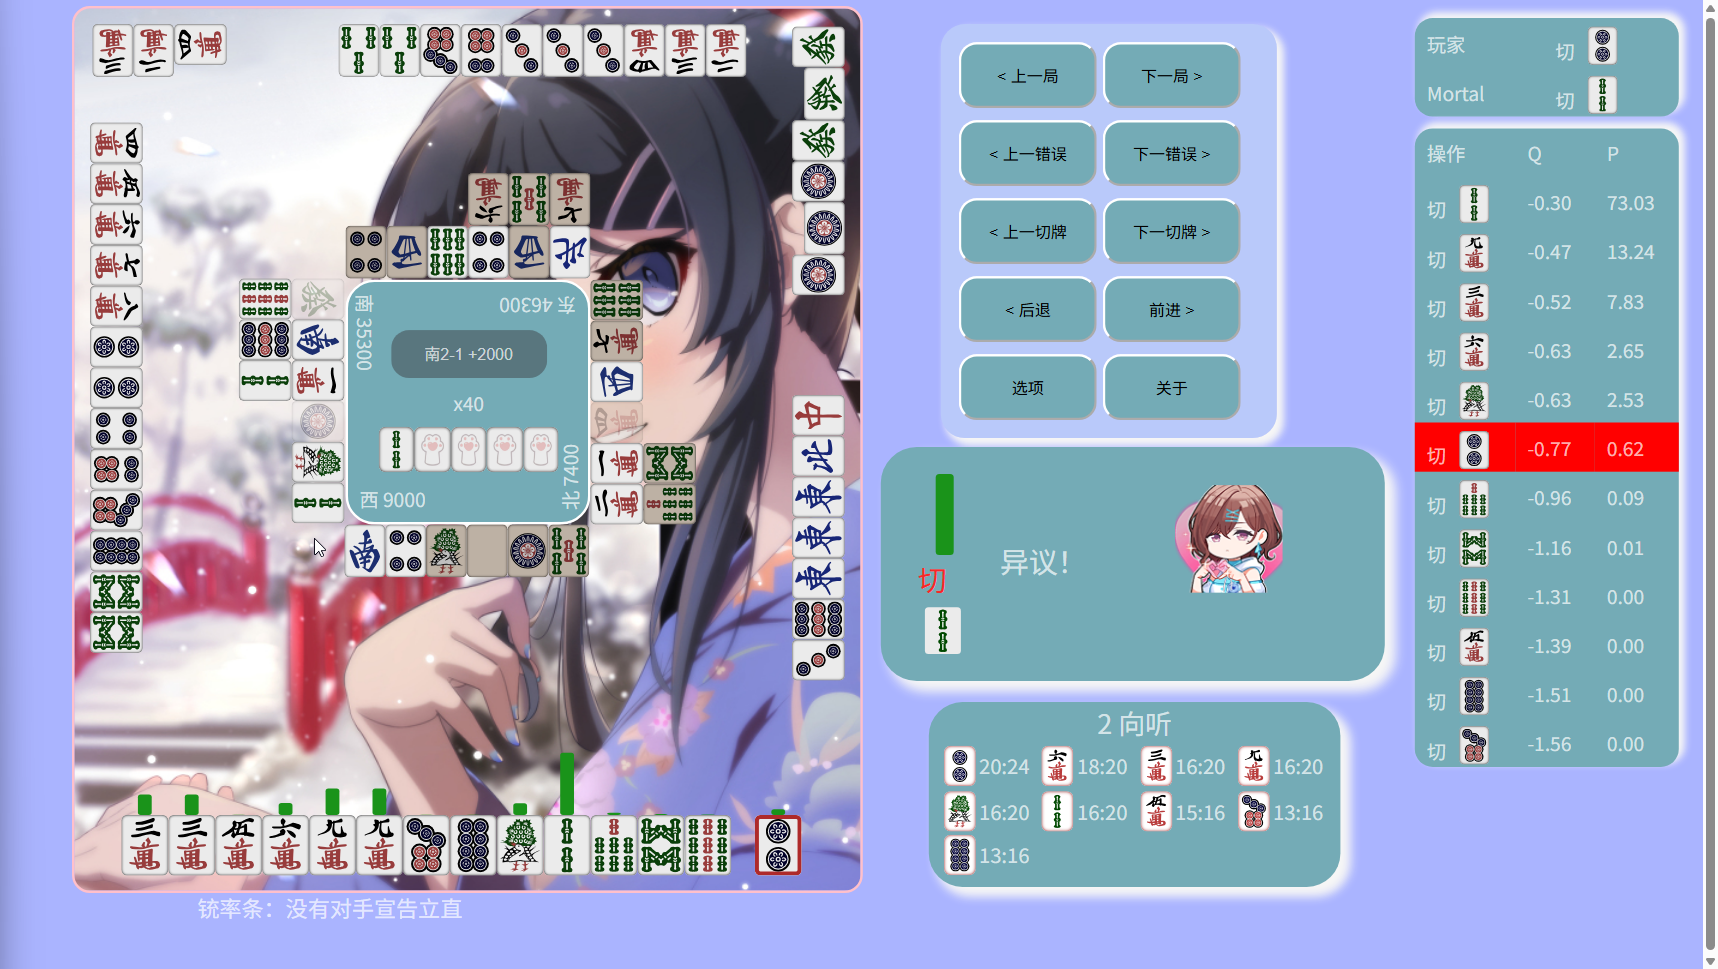 南 35300
东 46300
南2-1 +2000
x40
西 9000
北 7400
铳率条：没有对手宣告立直
< 上一局
下一局 >
< 上一错误
下一错误 >
< 上一切牌
下一切牌 >
< 后退
前进 >
选项
关于
切
异议！
2 向听
20:24
18:20
16:20
16:20
16:20
16:20
15:16
13:16
13:16
玩家 切
Mortal 切
操作 Q P
切 -0.30 73.03
切 -0.47 13.24
切 -0.52 7.83
切 -0.63 2.65
切 -0.63 2.53
切 -0.77 0.62
切 -0.96 0.09
切 -1.16 0.01
切 -1.31 0.00
切 -1.39 0.00
切 -1.51 0.00
切 -1.56 0.00